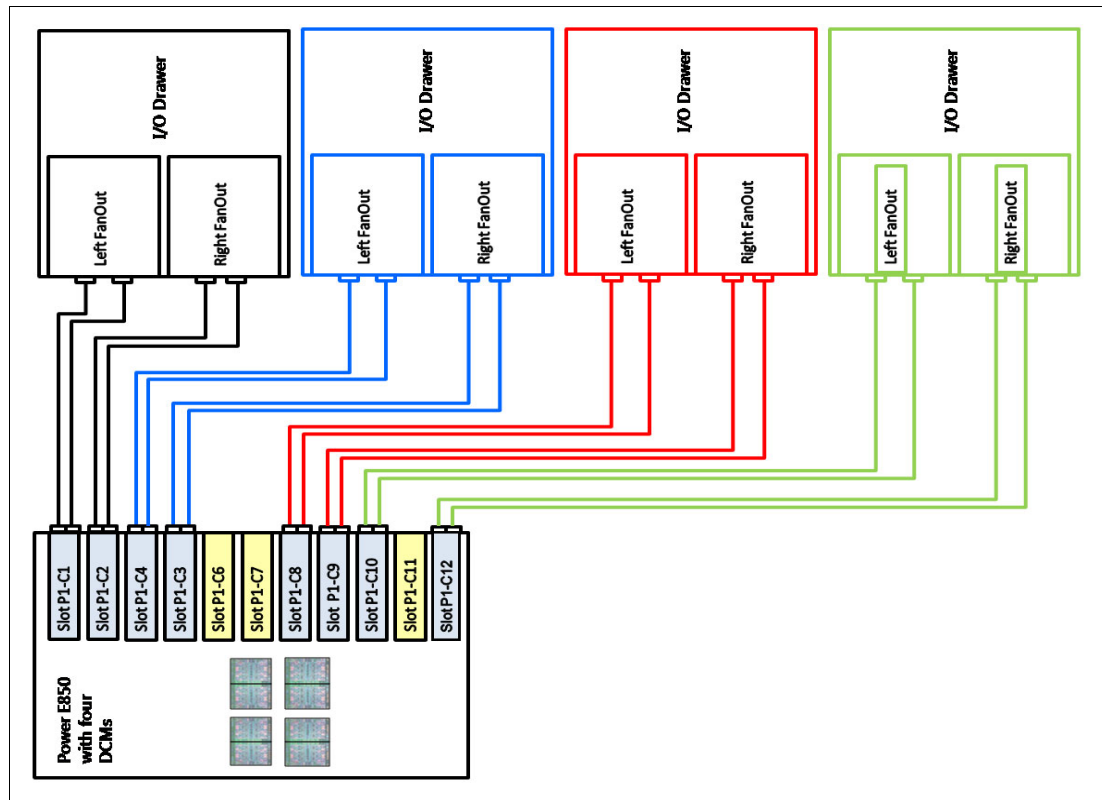 I/O Drawer
Left FanOut
Right FanOut
I/O Drawer
Left FanOut
Right FanOut
I/O Drawer
Left FanOut
Right FanOut
I/O Drawer
Left FanOut
Right FanOut
Slot P1-C1
Slot P1-C2
Slot P1-C4
Slot P1-C3
Slot P1-C6
Slot P1-C7
Slot P1-C8
Slot P1-C9
Slot P1-C10
Slot P1-C11
Slot P1-C12
Power E850
with four
DCMs